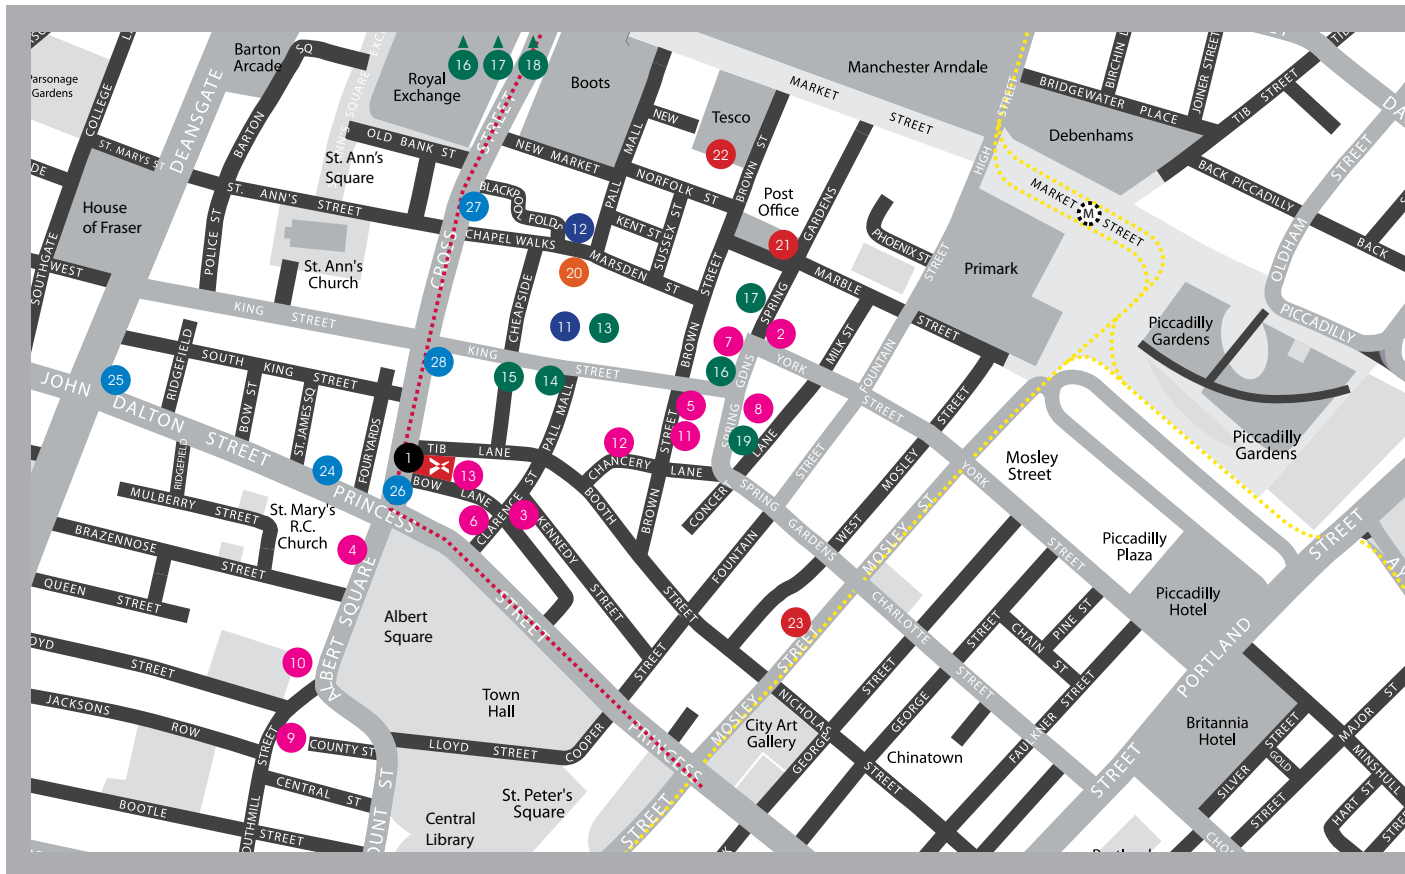 Barton
Arcade
SQ
Parsonage
Gardens
COLLEGE
DEANSGATE
BARTON
ST. MARYS ST
Royal
Exchange
16
17
18
STREET
Boots
OLD BANK ST
St. Ann's
Square
NEW MARKET
MALL
PALL
NEW
Tesco
22
NORFOLK ST
BROWN ST
MARKET
STREET
Manchester Arndale
HIGH
STREET
BRIDGEWATER PLACE
JOINER STREET
TIB STREET
Debenhams
BACK PICCADILLY
BACK
OLDHAM
STREET
MARKET
STREET
M
House
of Fraser
SOUTHGATE
WEST
ST. ANN'S
STREET
POLICE ST
St. Ann's
Church
KING
STREET
CROSS
27
FOLD
12
CHAPEL WALKS
20
MARSDEN
ST
KENT ST
SUSSEX ST
STREET
Post
Office
21
GARDENS
PHOENIX ST
STREET
Primark
MARBLE
STREET
SPRING
17
CHEAPSIDE
11
13
BROWN
7
2
16
YORK
STREET
MILK ST
FOUNTAIN
Piccadilly
Gardens
PICCADILLY
Piccadilly
Gardens
JOHN
DALTON
STREET
25
RIDGEFIELD
SOUTH
KING
STREET
BOW ST
ST. JAMES SQ
FOUR YARDS
RIDGEFIELD
28
KING
STREET
15
14
PALL MALL
5
11
STREET
8
19
SPRING GDNS
LANE
CONCERT
STREET
12
CHANCERY
LANE
BROWN
1
TIB
LANE
13
BOW
LANE
24
26
PRINCESS
STREET
6
3
CLARENCE ST
KENNEDY
STREET
BOOTH
STREET
SPRING
GARDENS
FOUNTAIN
STREET
WEST
MOSLEY
STREET
MOSLEY ST
Mosley
Street
YORK
STREET
Piccadilly
Plaza
Piccadilly
Hotel
STREET
PORTLAND
STREET
MULBERRY
STREET
St. Mary's
R.C.
Church
4
BRAZENNOSE
STREET
QUEEN
STREET
ALBERT SQUARE
Albert
Square
10
STREET
JACKSONS
ROW
9
STREET
COUNTY ST
LLOYD
STREET
COOPER
Town
Hall
CENTRAL
ST
BOOTLE
STREET
Central
Library
St. Peter's
Square
PRINCESS
23
STREET
MOSLEY
STREET
City Art
Gallery
NICHOLAS
STREET
GEORGE
STREET
CHARLOTTE
STREET
GEORGE
STREET
Chinatown
FAULKNER STREET
CHAIN ST
PINE ST
Britannia
Hotel
SILVER
STREET
GOLD
MAJOR
ST
STREET
MINSHULL
HART ST